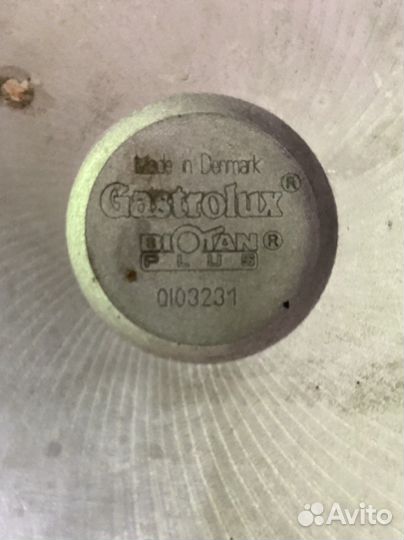 Made in Denmark
Gastrolux®
BIOTAN®
PLUS
0103231
Avito